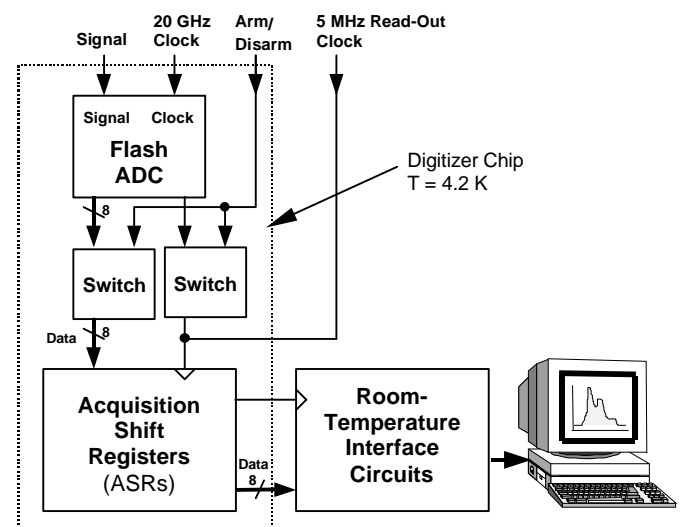 Signal
20 GHz
Clock
Arm/
Disarm
5 MHz Read-Out
Clock
Signal Clock
Flash
ADC
8
Digitizer Chip
T = 4.2 K
Switch
Switch
Data
8
Acquisition
Shift
Registers
(ASRs)
Data
8
Room-
Temperature
Interface
Circuits